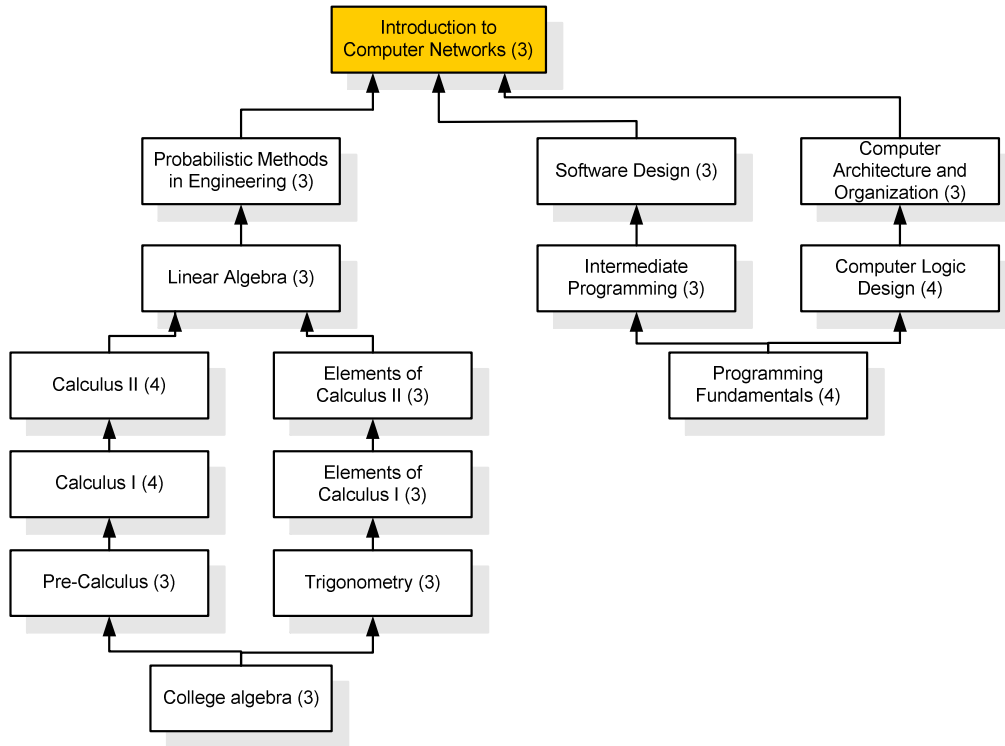 Introduction to
Computer Networks (3)
Probabilistic Methods
in Engineering (3)
Software Design (3)
Computer
Architecture and
Organization (3)
Linear Algebra (3)
Intermediate
Programming (3)
Computer Logic
Design (4)
Calculus II (4)
Elements of
Calculus II (3)
Programming
Fundamentals (4)
Calculus I (4)
Elements of
Calculus I (3)
Pre-Calculus (3)
Trigonometry (3)
College algebra (3)